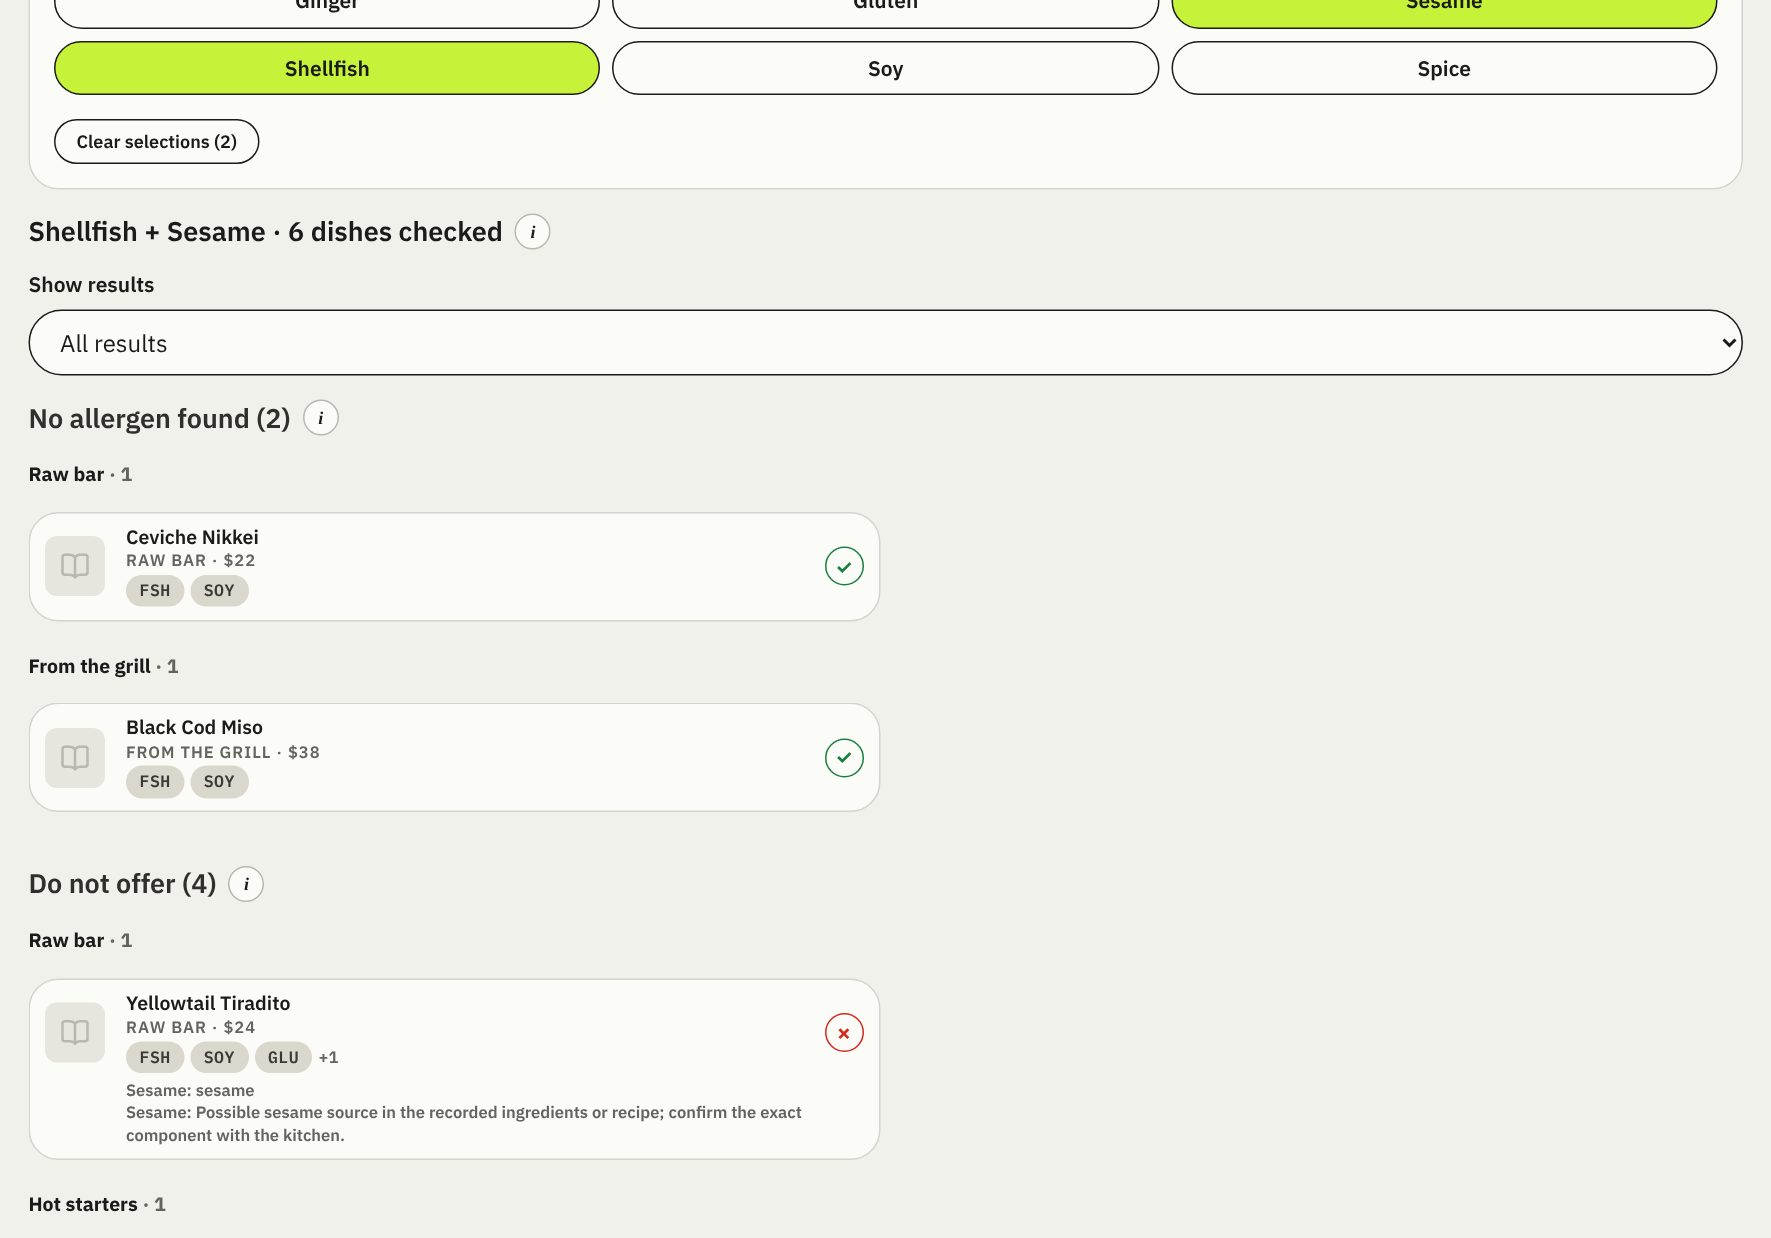 Ginger
Gluten
Sesame
Shellfish
Soy
Spice
Clear selections (2)
Shellfish + Sesame · 6 dishes checked
i
Show results
All results
No allergen found (2)
i
Raw bar · 1
Ceviche Nikkei
RAW BAR · $22
FSH SOY
From the grill · 1
Black Cod Miso
FROM THE GRILL · $38
FSH SOY
Do not offer (4)
i
Raw bar · 1
Yellowtail Tiradito
RAW BAR · $24
FSH SOY GLU +1
Sesame: sesame
Sesame: Possible sesame source in the recorded ingredients or recipe; confirm the exact
component with the kitchen.
Hot starters · 1